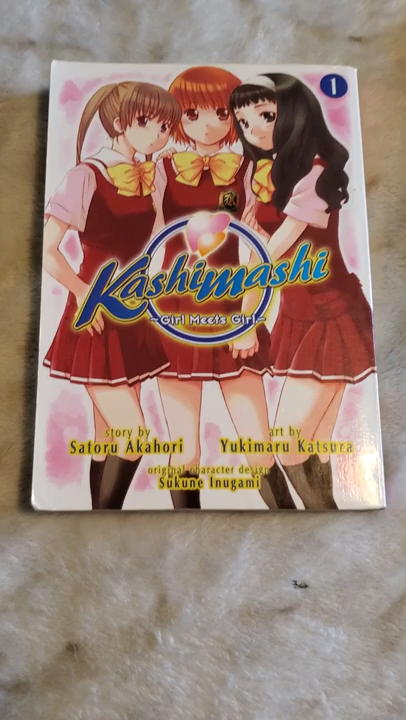 1
Kashimashi
~Girl Meets Girl~
story by
Satoru Akahori
art by
Yukimaru Katsura
original character design
Sukune Inugami